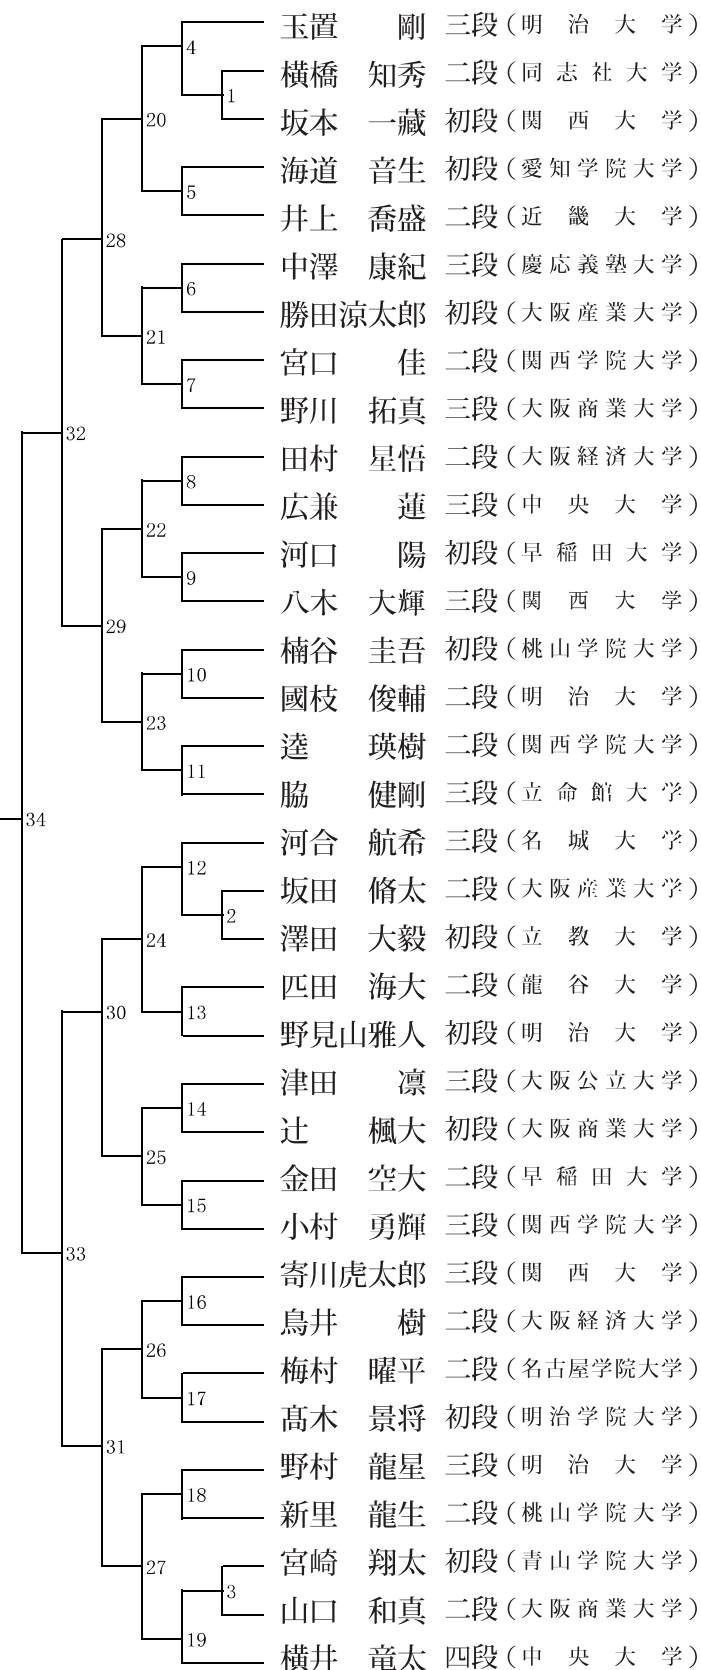 玉置　剛 三段（明治大学）
4
横橋　知秀 二段（同志社大学）
1
坂本　一藏 初段（関西大学）
20
海道　音生 初段（愛知学院大学）
5
井上　喬盛 二段（近畿大学）
28
中澤　康紀 三段（慶応義塾大学）
6
勝田涼太郎 初段（大阪産業大学）
21
宮口　佳 二段（関西学院大学）
7
野川　拓真 三段（大阪商業大学）
32
田村　星悟 二段（大阪経済大学）
8
広兼　蓮 三段（中央大学）
22
河口　陽 初段（早稲田大学）
9
八木　大輝 三段（関西大学）
29
楠谷　圭吾 初段（桃山学院大学）
10
國枝　俊輔 二段（明治大学）
23
逵　瑛樹 二段（関西学院大学）
11
脇　健剛 三段（立命館大学）
34
河合　航希 三段（名城大学）
12
坂田　脩太 二段（大阪産業大学）
2
澤田　大毅 初段（立教大学）
24
匹田　海大 二段（龍谷大学）
30
13
野見山雅人 初段（明治大学）
津田　凛 三段（大阪公立大学）
14
辻　楓大 初段（大阪商業大学）
25
金田　空大 二段（早稲田大学）
15
小村　勇輝 三段（関西学院大学）
33
寄川虎太郎 三段（関西大学）
16
鳥井　樹 二段（大阪経済大学）
26
梅村　曜平 二段（名古屋学院大学）
17
髙木　景将 初段（明治学院大学）
31
野村　龍星 三段（明治大学）
18
新里　龍生 二段（桃山学院大学）
27
宮崎　翔太 初段（青山学院大学）
3
山口　和真 二段（大阪商業大学）
19
横井　竜太 四段（中央大学）